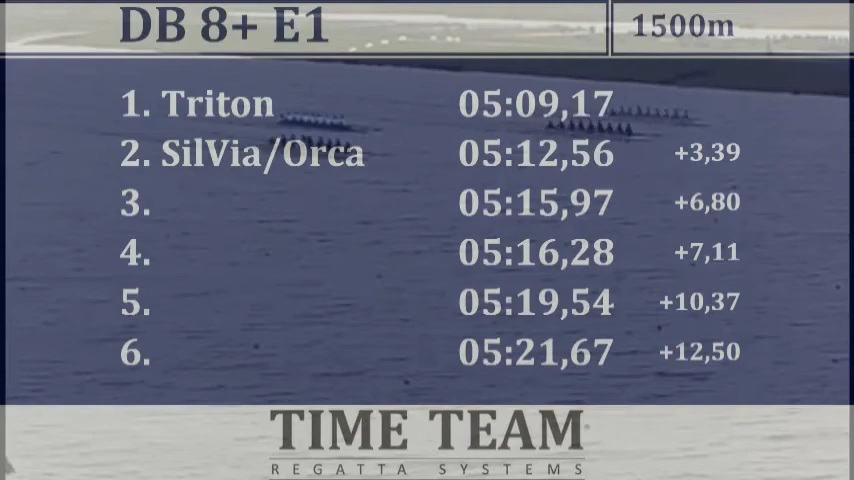 DB 8+ E1 1500m
1. Triton 05:09,17
2. SilVia/Orca 05:12,56 +3,39
3. 05:15,97 +6,80
4. 05:16,28 +7,11
5. 05:19,54 +10,37
6. 05:21,67 +12,50
TIME TEAM
REGATTA SYSTEMS